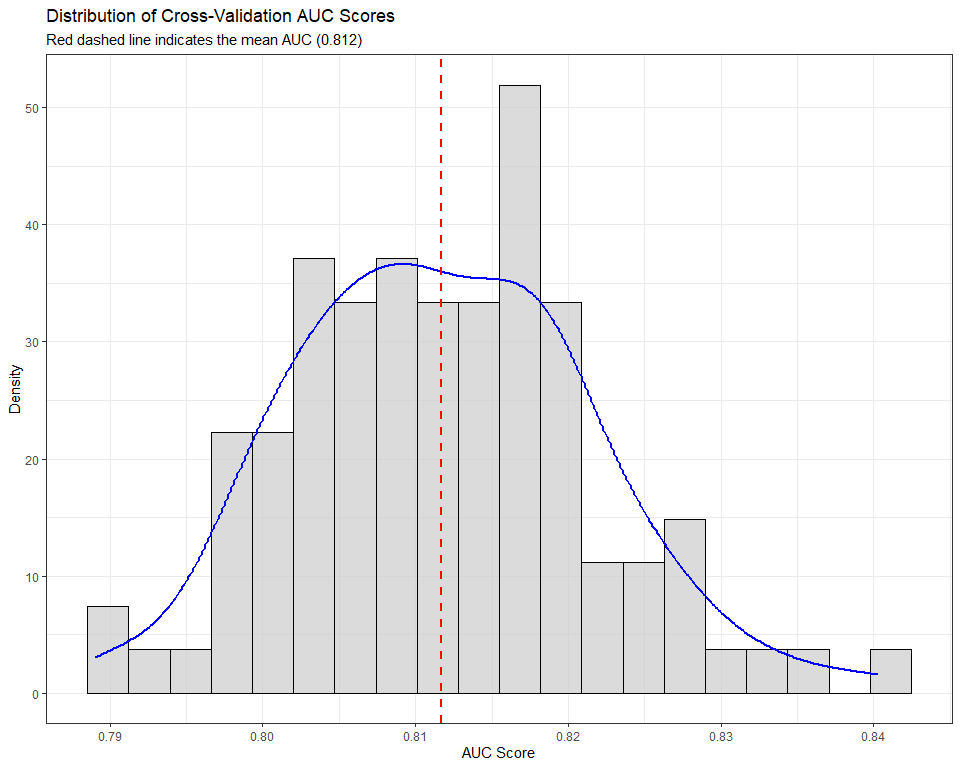 Distribution of Cross-Validation AUC Scores
Red dashed line indicates the mean AUC (0.812)
50
40
30
20
10
0
Density
0.79 0.80 0.81 0.82 0.83 0.84
AUC Score